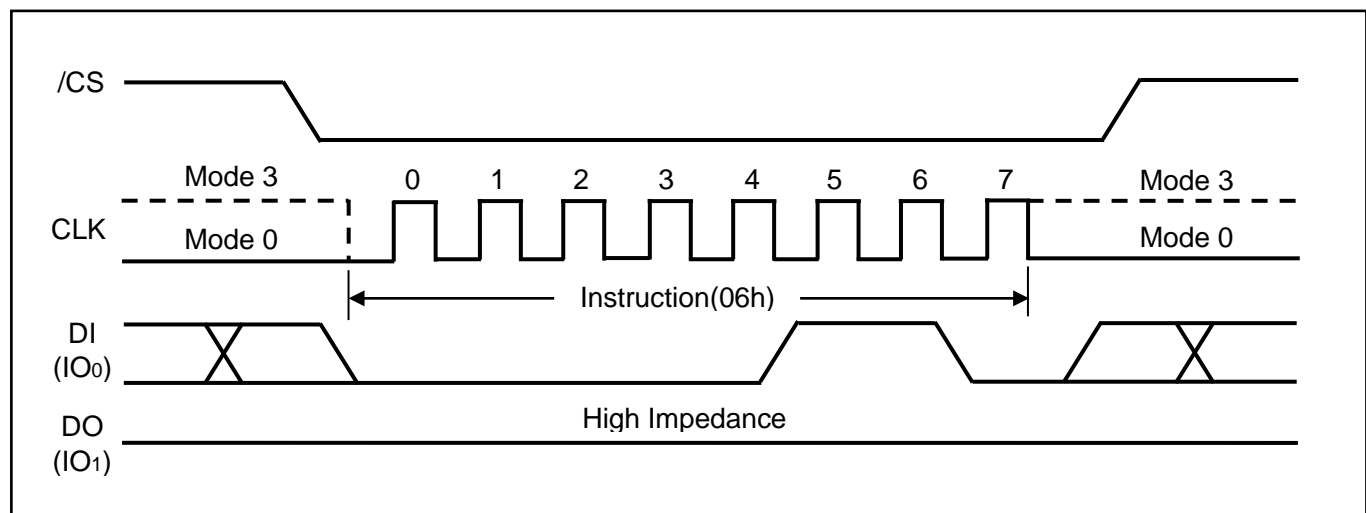 /CS
Mode 3
0 1 2 3 4 5 6 7
Mode 3
CLK
Mode 0
Mode 0
Instruction(06h)
DI
(IO0)
High Impedance
DO
(IO1)